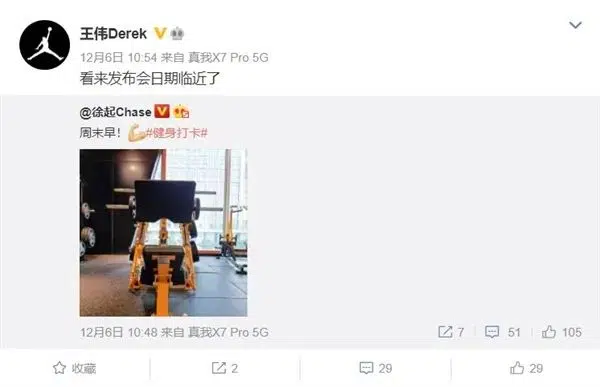 王伟Derek
12月6日 10:54 来自 真我X7 Pro 5G
看来发布会日期临近了
@徐起Chase
周末早！#健身打卡#
12月6日 10:48 来自 真我X7 Pro 5G 7 51 105
收藏 2 29 29